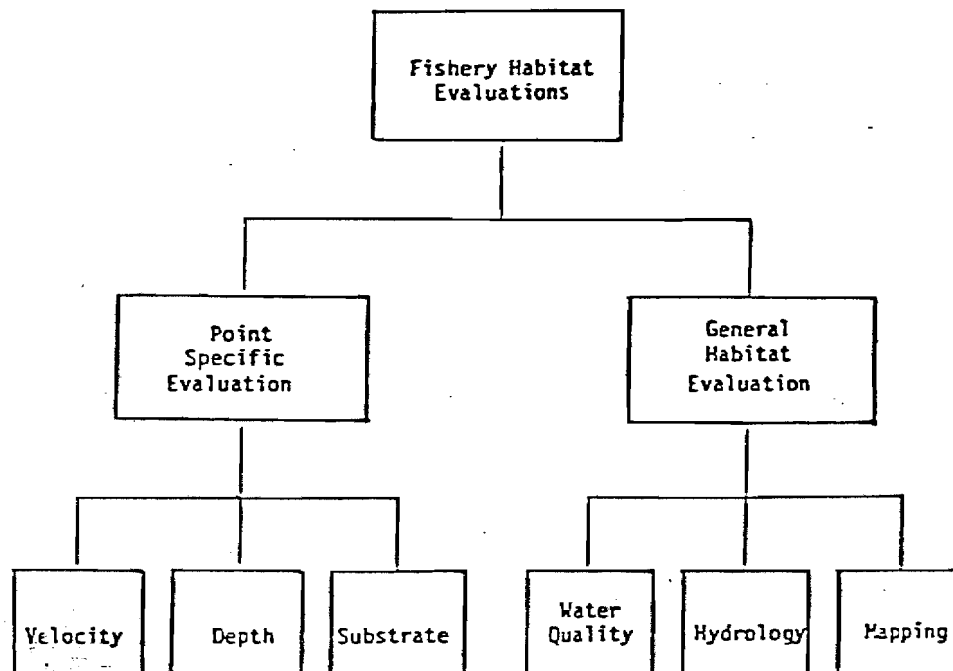 Fishery Habitat
Evaluations
Point
Specific
Evaluation
General
Habitat
Evaluation
Velocity
Depth
Substrate
Water
Quality
Hydrology
Mapping